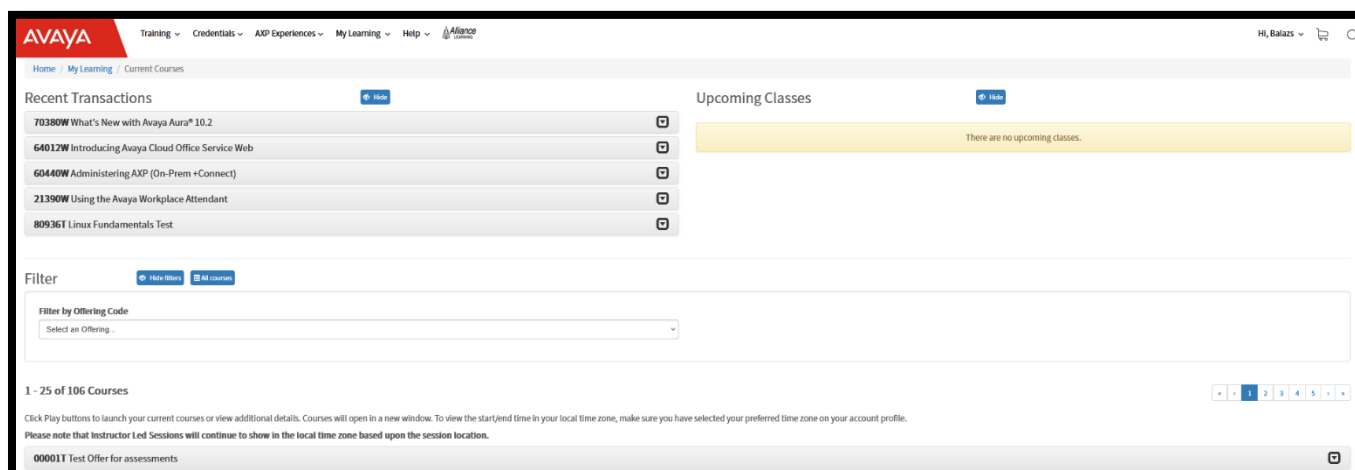 AVAYA
Training Credentials AXP Experiences My Learning Help Alliance LEARNING
Hi, Balazs
Home / My Learning / Current Courses
Recent Transactions Hide
70380W What's New with Avaya Aura® 10.2
64012W Introducing Avaya Cloud Office Service Web
60440W Administering AXP (On-Prem +Connect)
21390W Using the Avaya Workplace Attendant
80936T Linux Fundamentals Test
Upcoming Classes Hide
There are no upcoming classes.
Filter Hide filters All courses
Filter by Offering Code
Select an Offering...
1 - 25 of 106 Courses
« ‹ 1 2 3 4 5 › »
Click Play buttons to launch your current courses or view additional details. Courses will open in a new window. To view the start/end time in your local time zone, make sure you have selected your preferred time zone on your account profile.
Please note that Instructor Led Sessions will continue to show in the local time zone based upon the session location.
00001T Test Offer for assessments